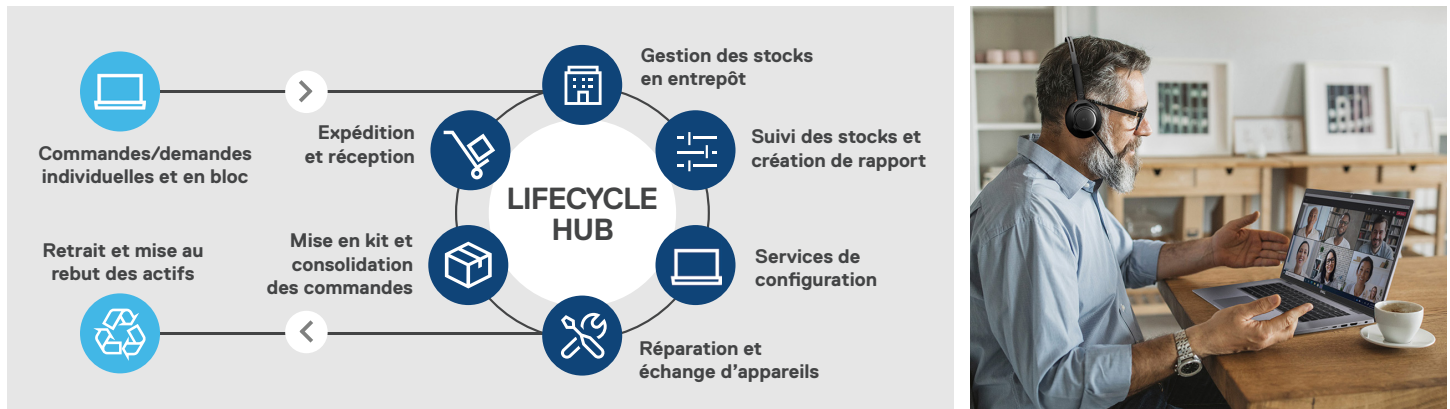 Commandes/demandes
individuelles et en bloc
Retrait et mise au
rebut des actifs
Expédition
et réception
Mise en kit et
consolidation
des commandes
LIFECYCLE
HUB
Gestion des stocks
en entrepôt
Suivi des stocks et
création de rapport
Services de
configuration
Réparation et
échange d’appareils